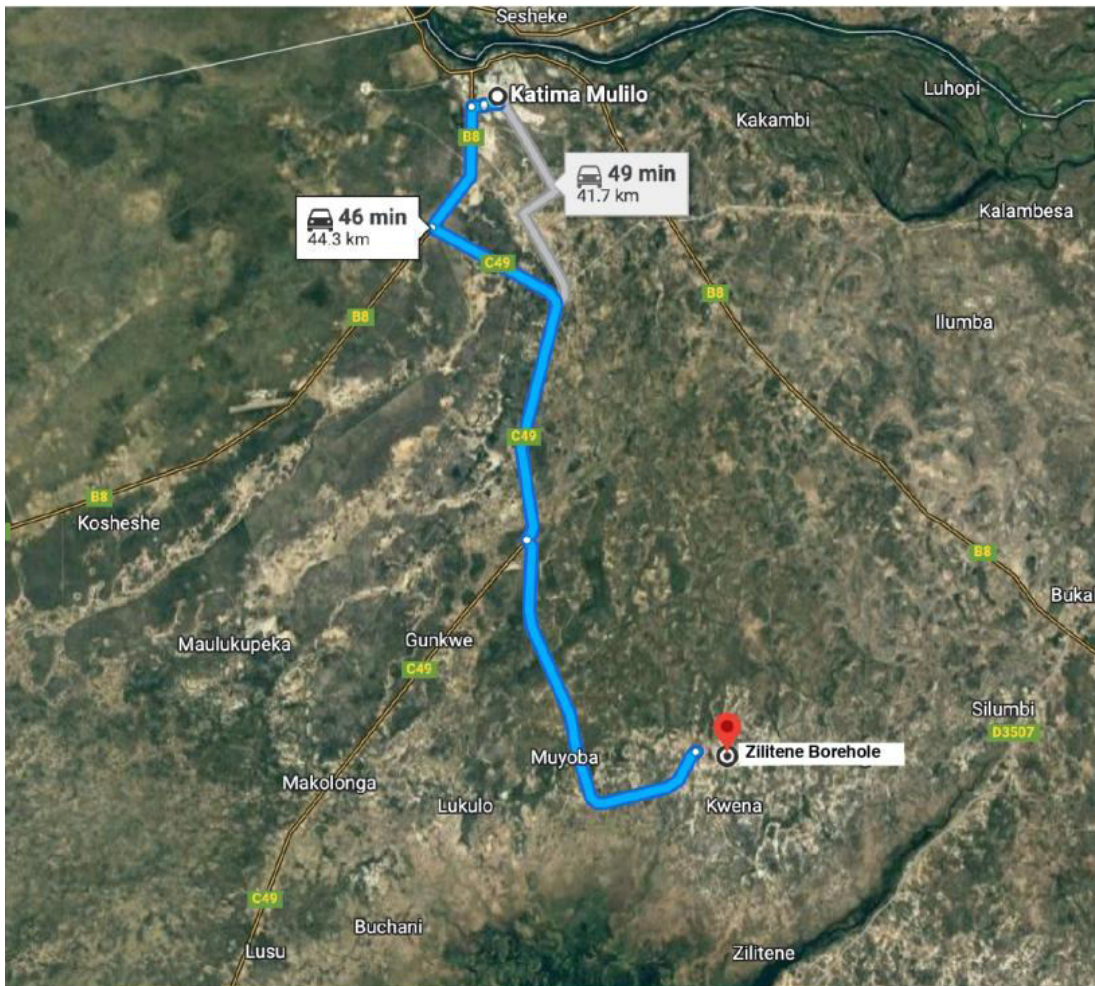 Sesheke
Luhopi
Katima Mulilo
Kakambi
B8
49 min
41.7 km
46 min
44.3 km
Kalambesa
C49
B8
B8
Ilumba
C49
B8
Kosheshe
B8
Buka
Maulukupeka
Gunkwe
C49
Silumbi
D3507
Muyoba
Zilitene Borehole
Makolonga
Lukulo
Kwena
C49
Buchani
Lusu
Zilitene